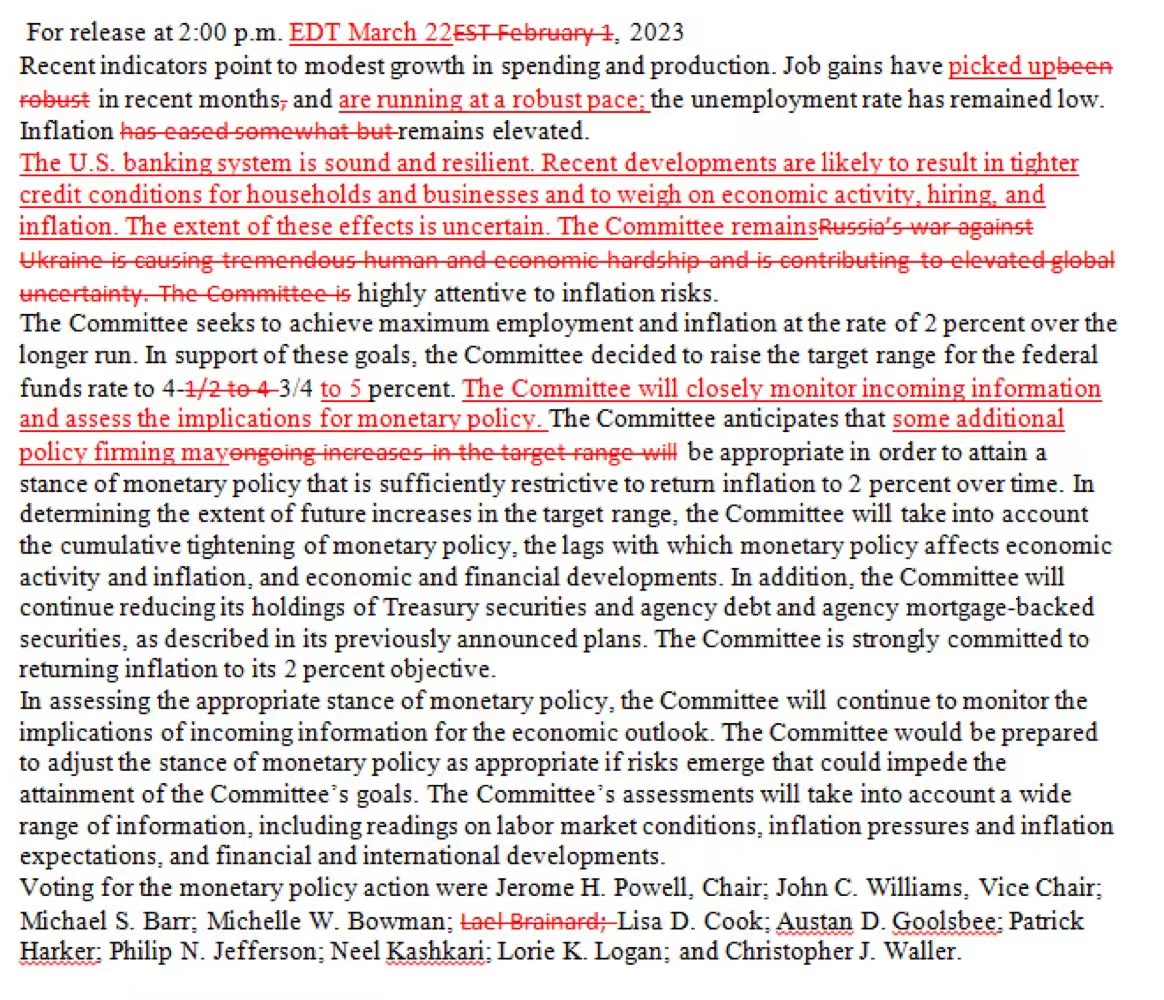 For release at 2:00 p.m. EDT March 22EST February 1, 2023
Recent indicators point to modest growth in spending and production. Job gains have picked upbeen
robust in recent months, and are running at a robust pace; the unemployment rate has remained low.
Inflation has eased somewhat but remains elevated.
The U.S. banking system is sound and resilient. Recent developments are likely to result in tighter
credit conditions for households and businesses and to weigh on economic activity, hiring, and
inflation. The extent of these effects is uncertain. The Committee remainsRussia's war against
Ukraine is causing tremendous human and economic hardship and is contributing to elevated global
uncertainty. The Committee is highly attentive to inflation risks.
The Committee seeks to achieve maximum employment and inflation at the rate of 2 percent over the
longer run. In support of these goals, the Committee decided to raise the target range for the federal
funds rate to 4-1/2 to 4-3/4 to 5 percent. The Committee will closely monitor incoming information
and assess the implications for monetary policy. The Committee anticipates that some additional
policy firming mayongoing increases in the target range will be appropriate in order to attain a
stance of monetary policy that is sufficiently restrictive to return inflation to 2 percent over time. In
determining the extent of future increases in the target range, the Committee will take into account
the cumulative tightening of monetary policy, the lags with which monetary policy affects economic
activity and inflation, and economic and financial developments. In addition, the Committee will
continue reducing its holdings of Treasury securities and agency debt and agency mortgage-backed
securities, as described in its previously announced plans. The Committee is strongly committed to
returning inflation to its 2 percent objective.
In assessing the appropriate stance of monetary policy, the Committee will continue to monitor the
implications of incoming information for the economic outlook. The Committee would be prepared
to adjust the stance of monetary policy as appropriate if risks emerge that could impede the
attainment of the Committee's goals. The Committee's assessments will take into account a wide
range of information, including readings on labor market conditions, inflation pressures and inflation
expectations, and financial and international developments.
Voting for the monetary policy action were Jerome H. Powell, Chair; John C. Williams, Vice Chair;
Michael S. Barr; Michelle W. Bowman; Lael Brainard; Lisa D. Cook; Austan D. Goolsbee; Patrick
Harker; Philip N. Jefferson; Neel Kashkari; Lorie K. Logan; and Christopher J. Waller.